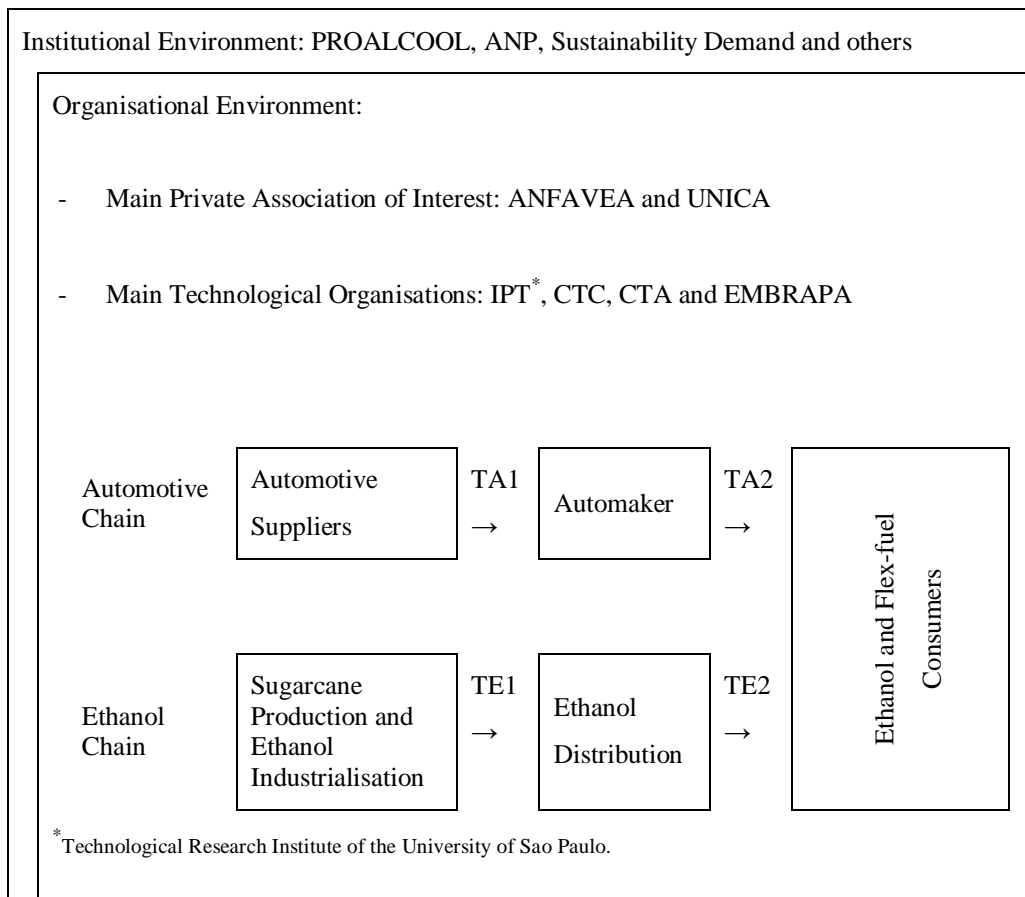 Institutional Environment: PROALCOOL, ANP, Sustainability Demand and others
Organisational Environment:
- Main Private Association of Interest: ANFAVEA and UNICA
- Main Technological Organisations: IPT*, CTC, CTA and EMBRAPA
Automotive
Chain
Automotive
Suppliers
TA1
→
Automaker
TA2
→
Ethanol and Flex-fuel
Consumers
Ethanol
Chain
Sugarcane
Production and
Ethanol
Industrialisation
TE1
→
Ethanol
Distribution
TE2
→
*Technological Research Institute of the University of Sao Paulo.